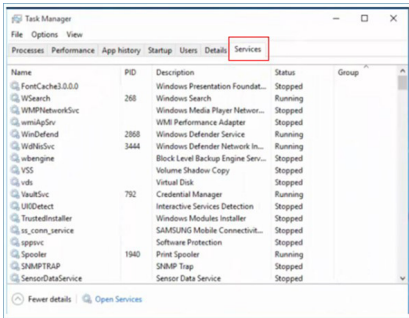 Task Manager
File Options View
Processes Performance App history Startup Users Details Services
Name PID Description Status Group
FontCache3.0.0.0 Windows Presentation Foundat... Stopped
WSearch 268 Windows Search Running
WMPNetworkSvc Windows Media Player Networ... Stopped
wmiApSrv WMI Performance Adapter Stopped
WinDefend 2868 Windows Defender Service Running
WdNisSvc 3444 Windows Defender Network In... Running
wbengine Block Level Backup Engine Serv... Stopped
VSS Volume Shadow Copy Stopped
vds Virtual Disk Stopped
VaultSvc 792 Credential Manager Running
UI0Detect Interactive Services Detection Stopped
TrustedInstaller Windows Modules Installer Stopped
ss_conn_service SAMSUNG Mobile Connectivit... Stopped
sppsvc Software Protection Stopped
Spooler 1940 Print Spooler Running
SNMPTRAP SNMP Trap Stopped
SensorDataService Sensor Data Service Stopped
Fewer details Open Services